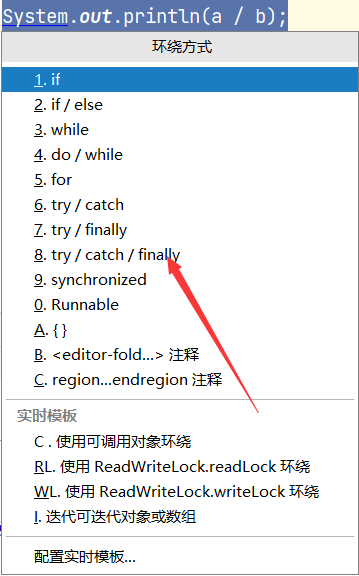 System.out.println(a / b);
环绕方式
1. if
2. if / else
3. while
4. do / while
5. for
6. try / catch
7. try / finally
8. try / catch / finally
9. synchronized
0. Runnable
A. { }
B. <editor-fold...> 注释
C. region...endregion 注释
实时模板
C . 使用可调用对象环绕
RL. 使用 ReadWriteLock.readLock 环绕
WL. 使用 ReadWriteLock.writeLock 环绕
I. 迭代可迭代对象或数组
配置实时模板...